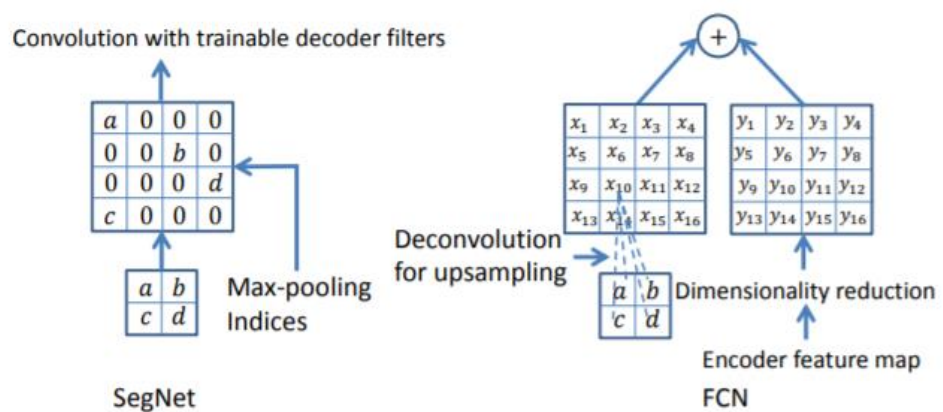 Convolution with trainable decoder filters
a 0 0 0
0 0 b 0
0 0 0 d
c 0 0 0
a b
c d
Max-pooling
Indices
SegNet
+
x₁ x₂ x₃ x₄
x₅ x₆ x₇ x₈
x₉ x₁₀ x₁₁ x₁₂
x₁₃ x₁₄ x₁₅ x₁₆
y₁ y₂ y₃ y₄
y₅ y₆ y₇ y₈
y₉ y₁₀ y₁₁ y₁₂
y₁₃ y₁₄ y₁₅ y₁₆
Deconvolution
for upsampling
a b
c d
Dimensionality reduction
Encoder feature map
FCN